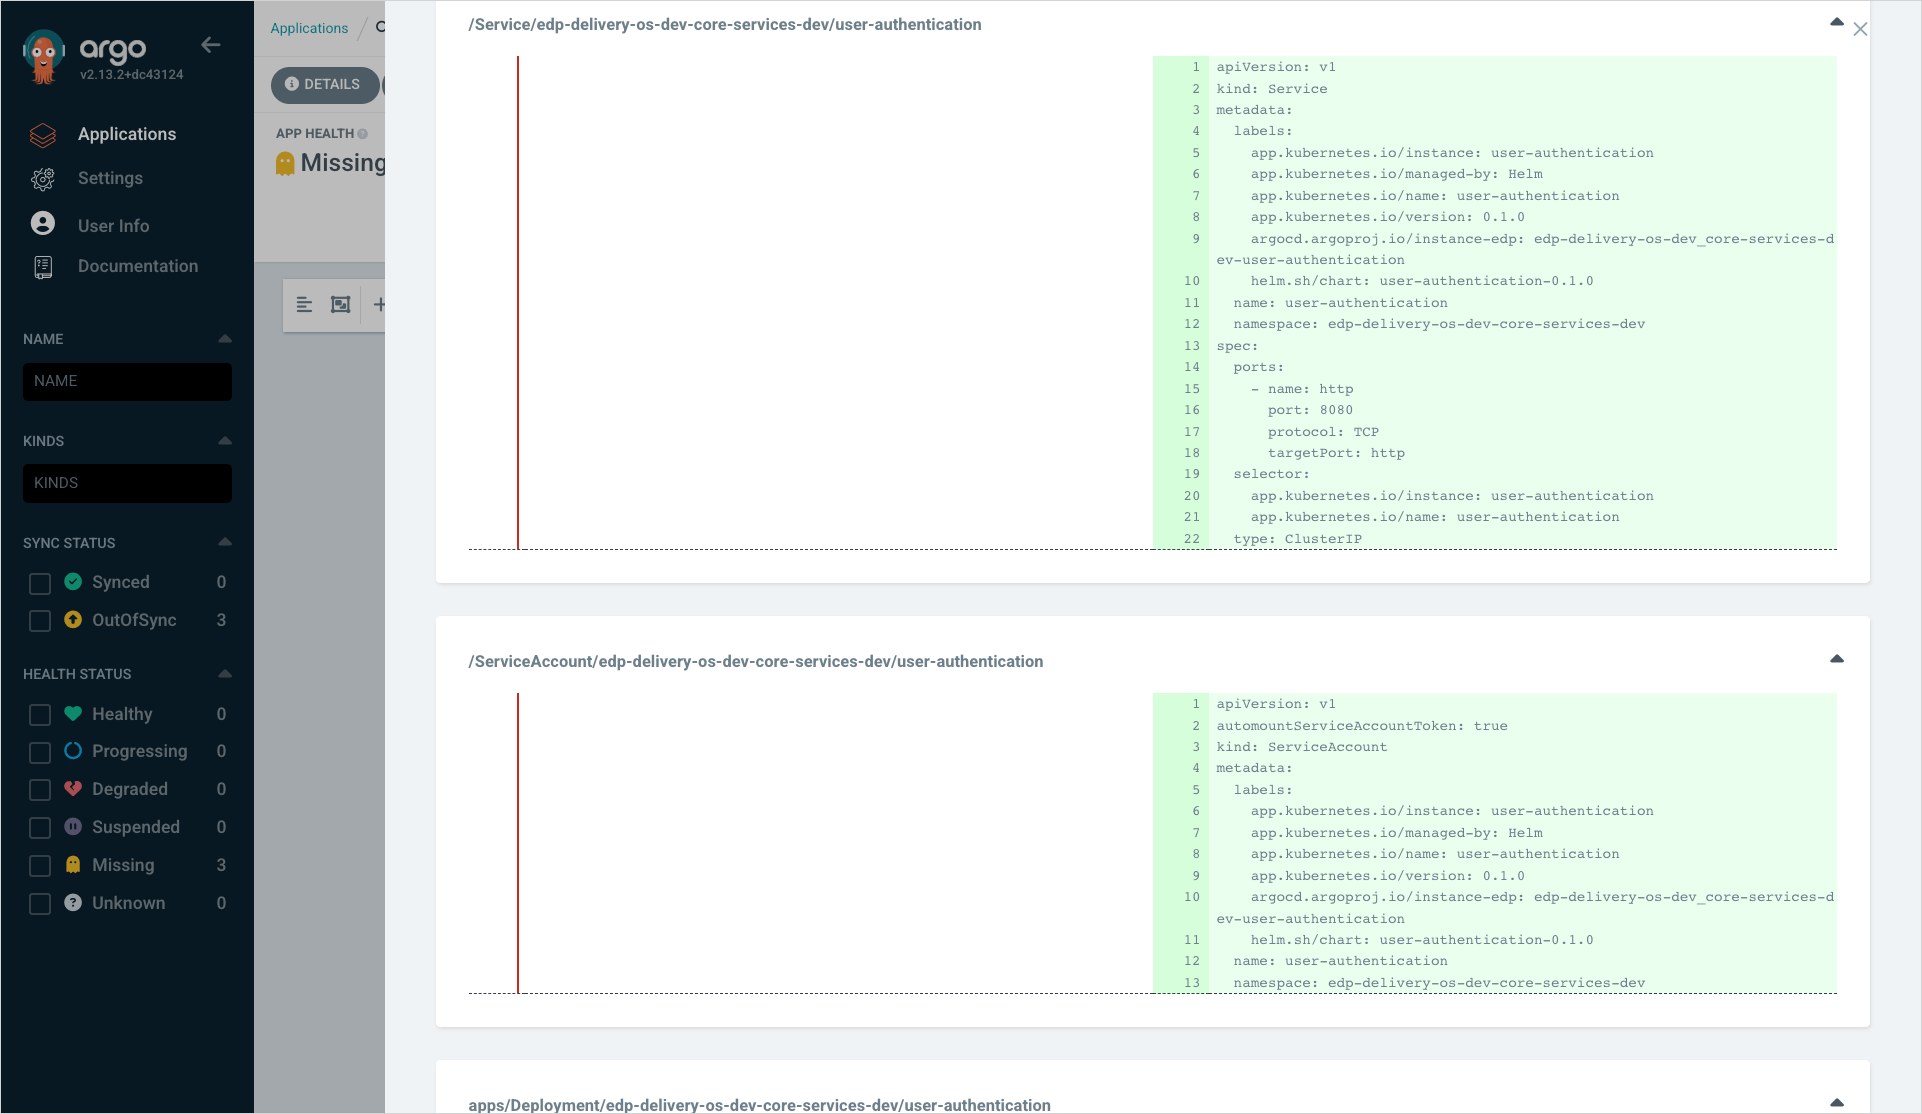 argo
v2.13.2+dc43124
Applications
Settings
User Info
Documentation
NAME
NAME
KINDS
KINDS
SYNC STATUS
Synced 0
OutOfSync 3
HEALTH STATUS
Healthy 0
Progressing 0
Degraded 0
Suspended 0
Missing 3
Unknown 0
Applications /
DETAILS
APP HEALTH
Missing
/Service/edp-delivery-os-dev-core-services-dev/user-authentication
1 apiVersion: v1
2 kind: Service
3 metadata:
4 labels:
5 app.kubernetes.io/instance: user-authentication
6 app.kubernetes.io/managed-by: Helm
7 app.kubernetes.io/name: user-authentication
8 app.kubernetes.io/version: 0.1.0
9 argocd.argoproj.io/instance-edp: edp-delivery-os-dev_core-services-d
ev-user-authentication
10 helm.sh/chart: user-authentication-0.1.0
11 name: user-authentication
12 namespace: edp-delivery-os-dev-core-services-dev
13 spec:
14 ports:
15 - name: http
16 port: 8080
17 protocol: TCP
18 targetPort: http
19 selector:
20 app.kubernetes.io/instance: user-authentication
21 app.kubernetes.io/name: user-authentication
22 type: ClusterIP
/ServiceAccount/edp-delivery-os-dev-core-services-dev/user-authentication
1 apiVersion: v1
2 automountServiceAccountToken: true
3 kind: ServiceAccount
4 metadata:
5 labels:
6 app.kubernetes.io/instance: user-authentication
7 app.kubernetes.io/managed-by: Helm
8 app.kubernetes.io/name: user-authentication
9 app.kubernetes.io/version: 0.1.0
10 argocd.argoproj.io/instance-edp: edp-delivery-os-dev_core-services-d
ev-user-authentication
11 helm.sh/chart: user-authentication-0.1.0
12 name: user-authentication
13 namespace: edp-delivery-os-dev-core-services-dev
apps/Deployment/edp-delivery-os-dev-core-services-dev/user-authentication